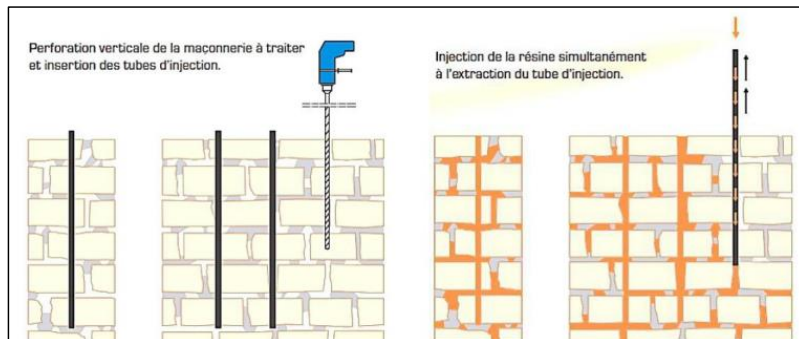 Perforation verticale de la maçonnerie à traiter
et insertion des tubes d'injection.
Injection de la résine simultanément
à l'extraction du tube d'injection.